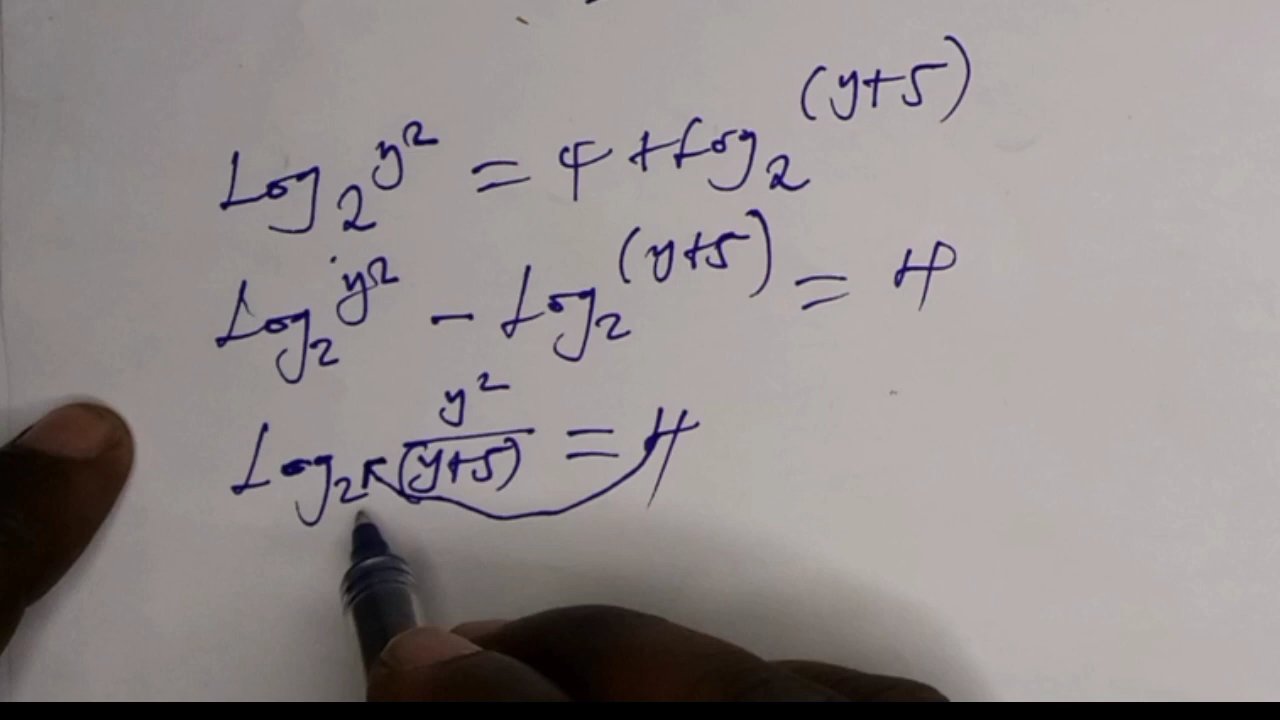 Log₂ y² = 4 + Log₂ (y+5)
Log₂ y² - Log₂ (y+5) = 4
Log₂ y²/(y+5) = 4